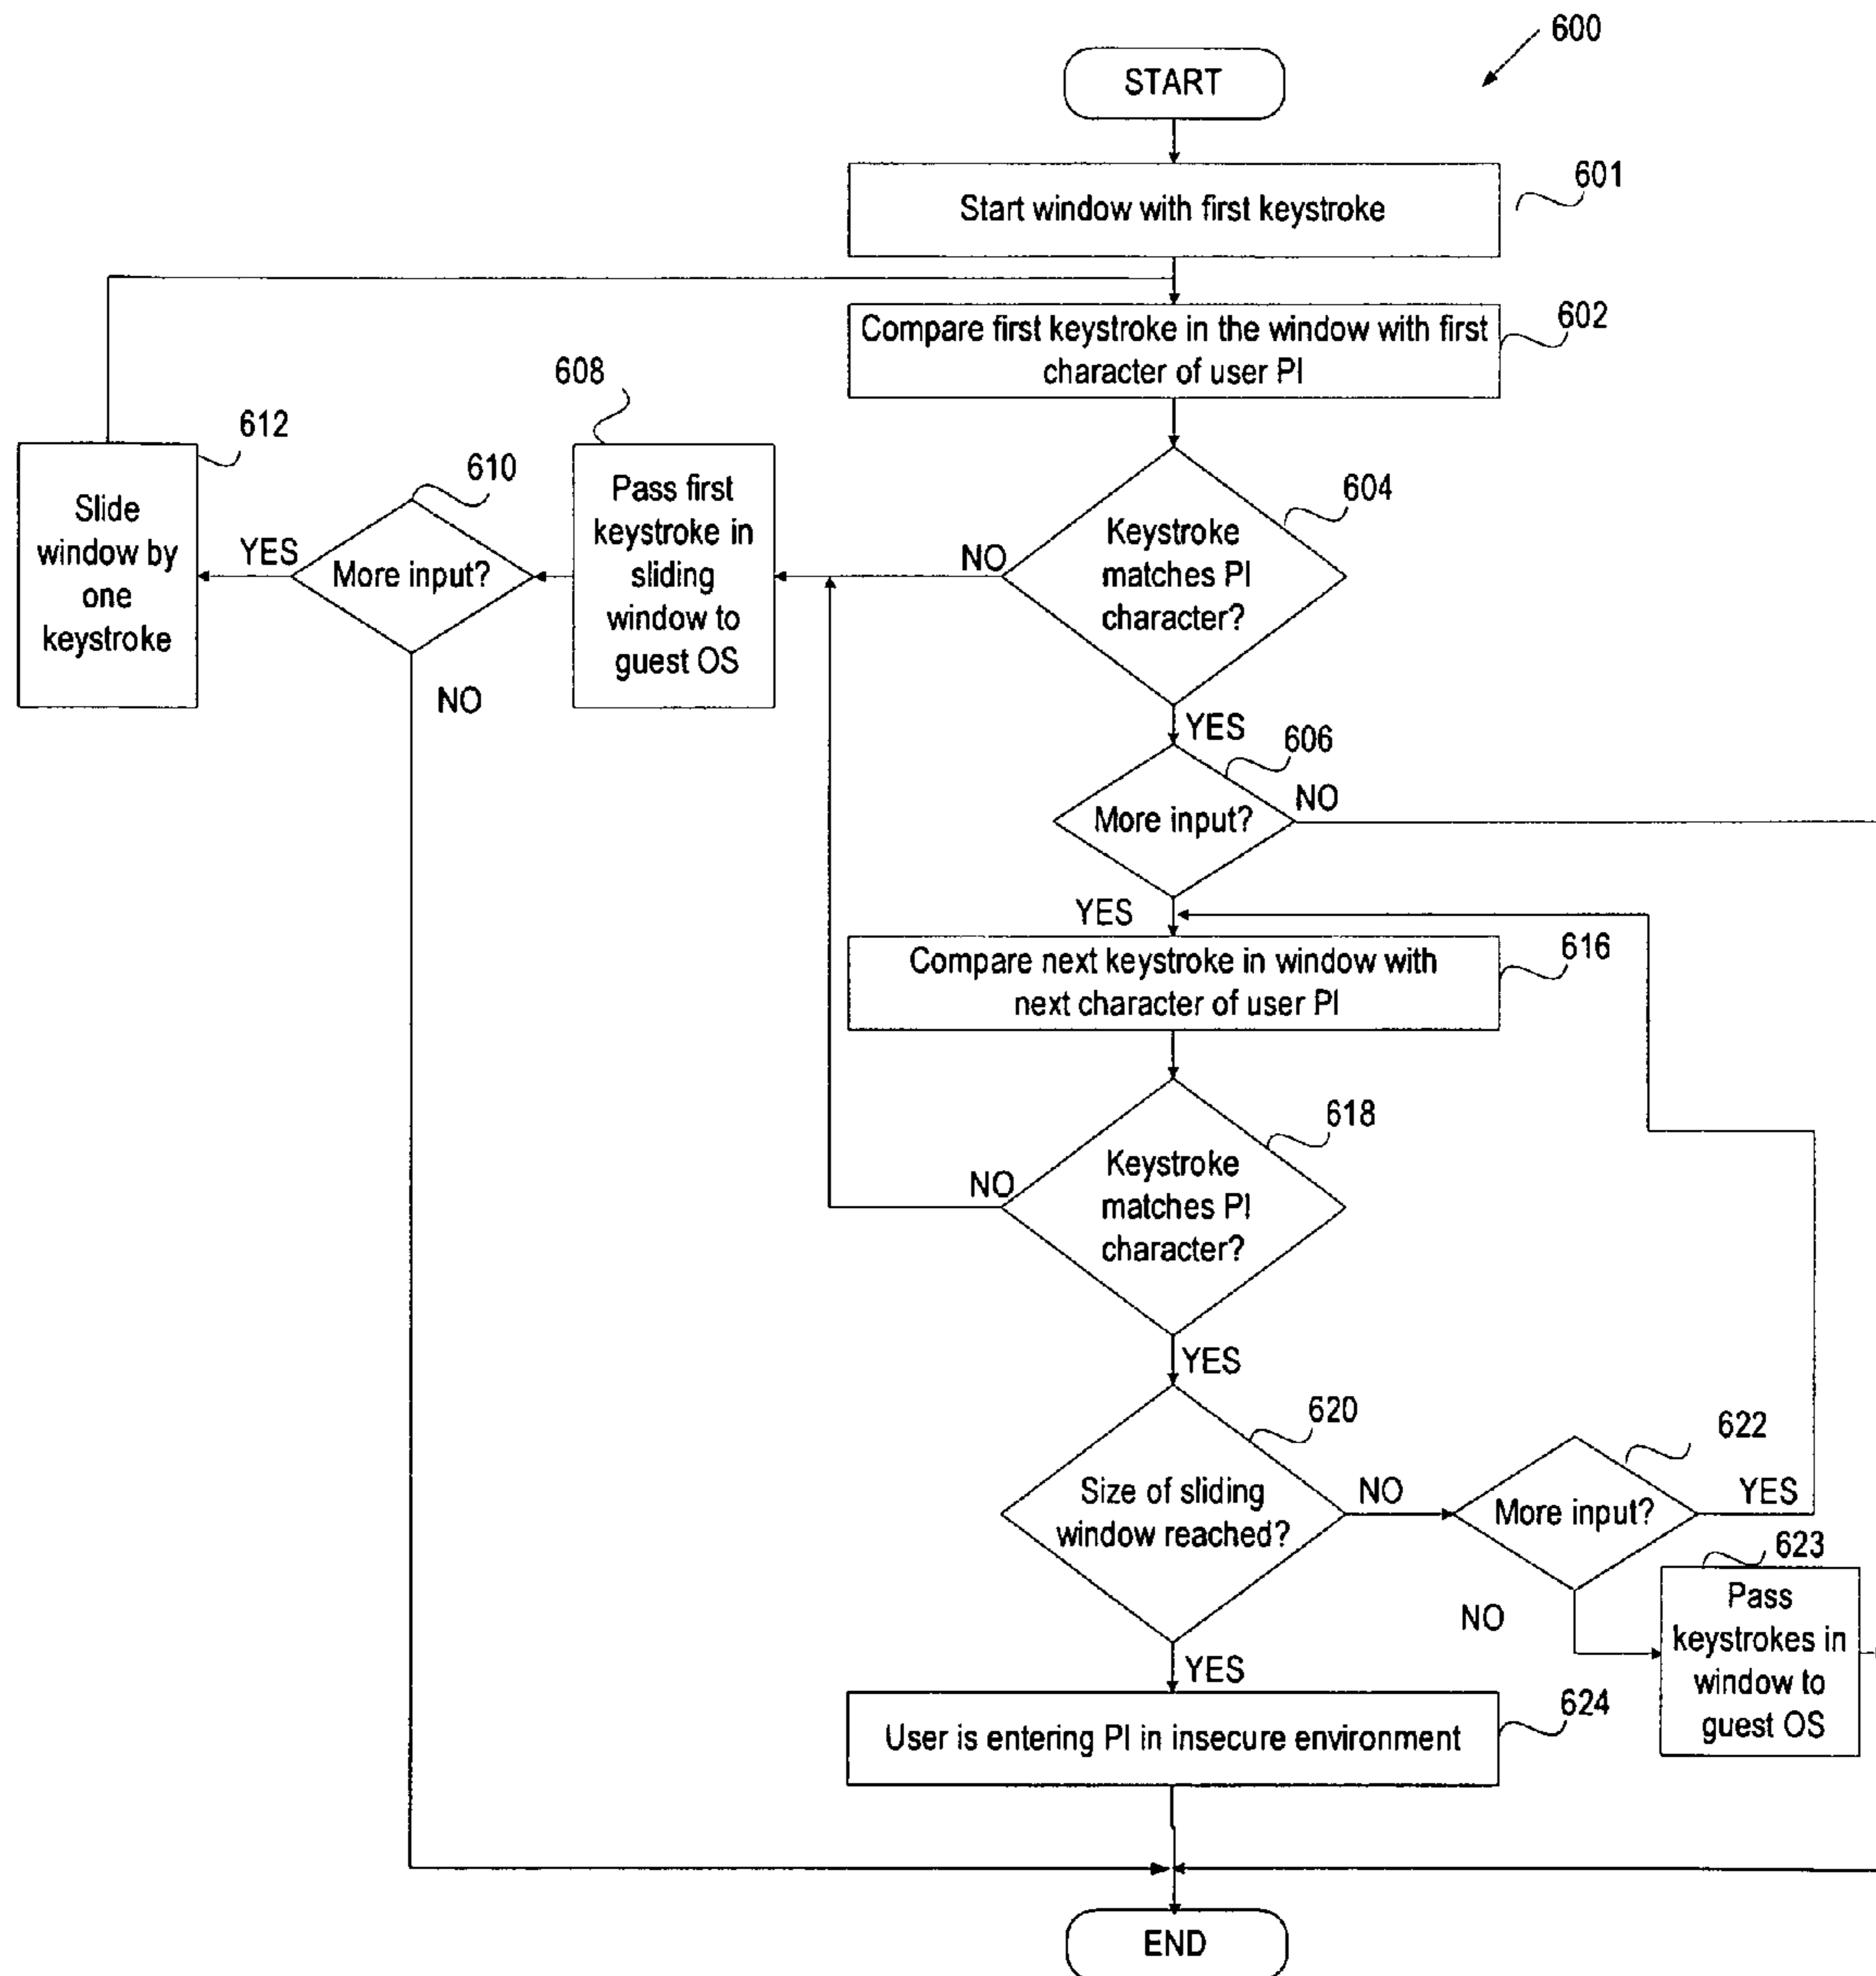 600
START
601
Start window with first keystroke
602
Compare first keystroke in the window with first
character of user PI
608
612
610
604
Slide
window by
one
keystroke
YES
More input?
Pass first
keystroke in
sliding
window to
guest OS
NO
Keystroke
matches PI
character?
NO
YES
606
More input?
NO
YES
616
Compare next keystroke in window with
next character of user PI
618
Keystroke
matches PI
character?
NO
YES
620
Size of sliding
window reached?
NO
622
More input?
YES
NO
623
Pass
keystrokes in
window to
guest OS
YES
624
User is entering PI in insecure environment
END